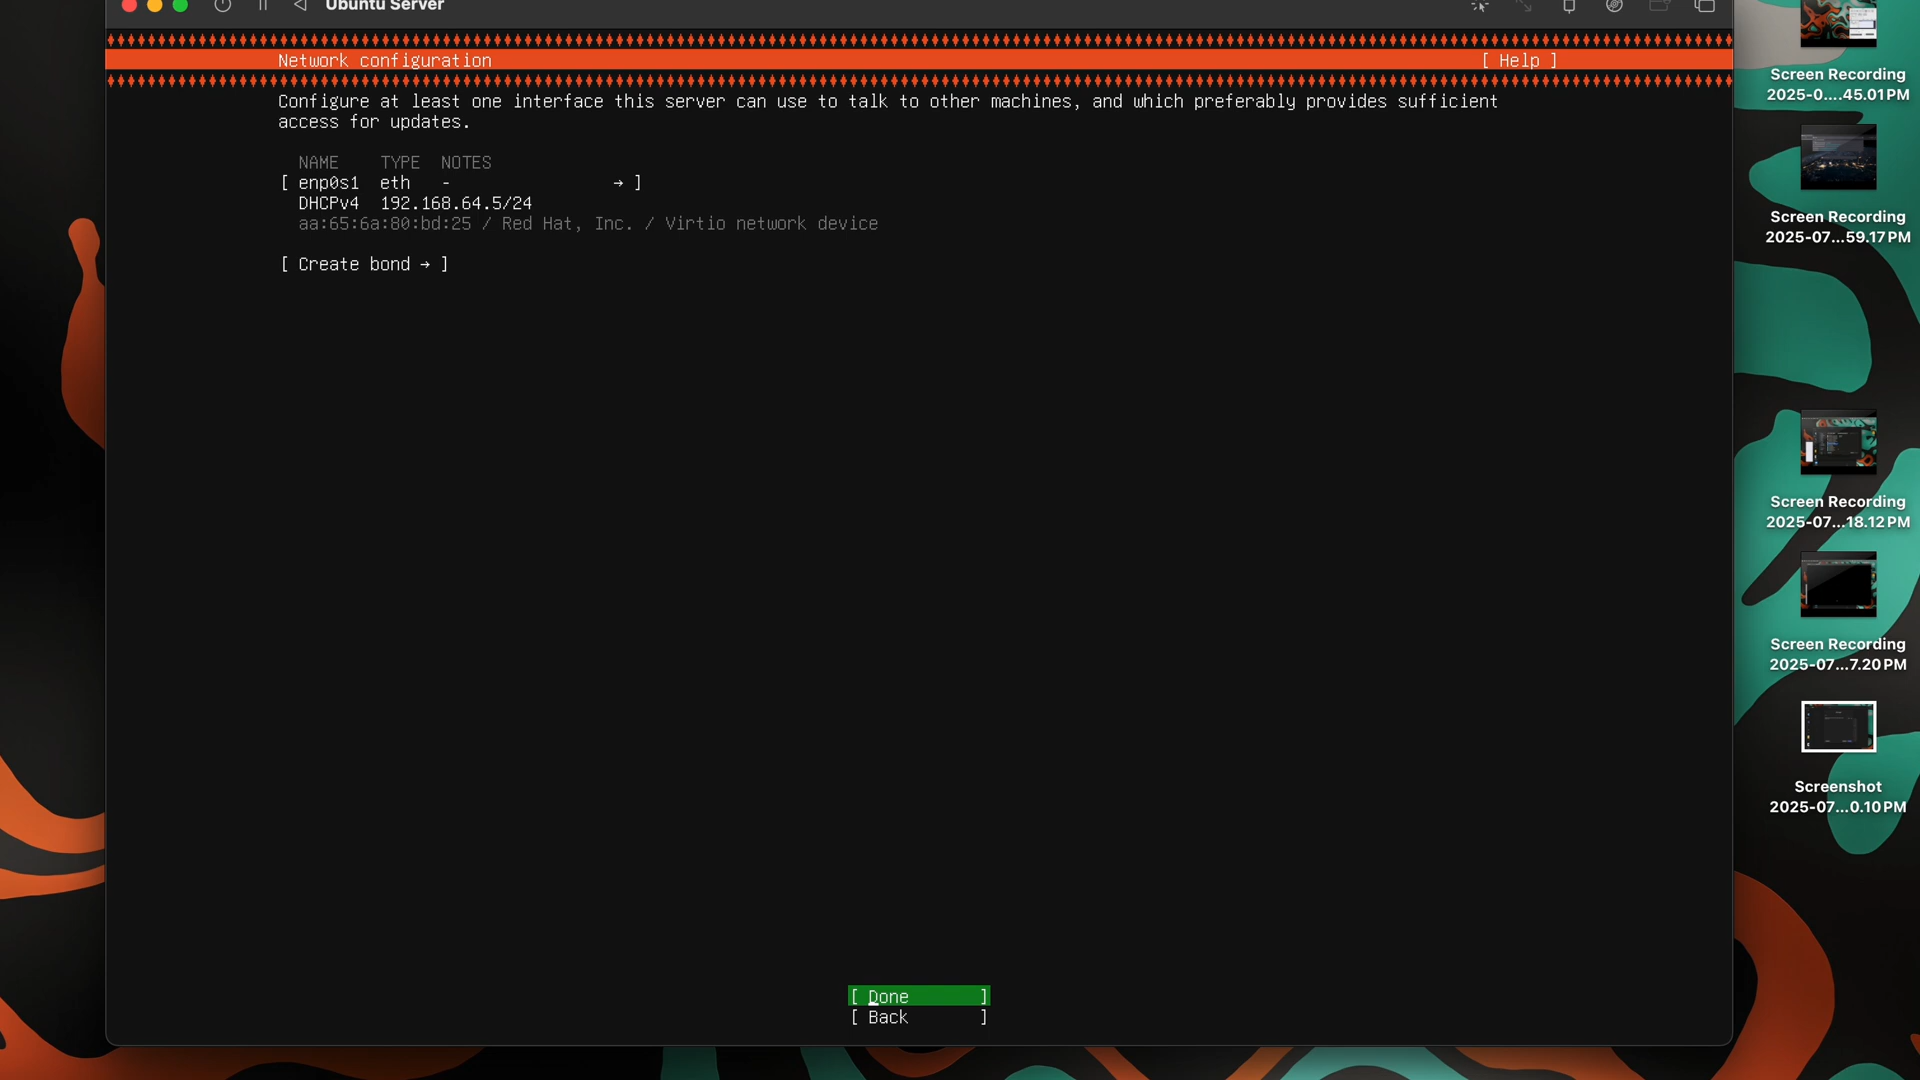 Ubuntu Server
Network configuration [ Help ]
Configure at least one interface this server can use to talk to other machines, and which preferably provides sufficient
access for updates.
NAME TYPE NOTES
[ enp0s1 eth - → ]
DHCPv4 192.168.64.5/24
aa:65:6a:80:bd:25 / Red Hat, Inc. / Virtio network device
[ Create bond → ]
[ Done ]
[ Back ]
Screen Recording
2025-0....45.01 PM
Screen Recording
2025-07...59.17 PM
Screen Recording
2025-07...18.12 PM
Screen Recording
2025-07...7.20 PM
Screenshot
2025-07...0.10 PM